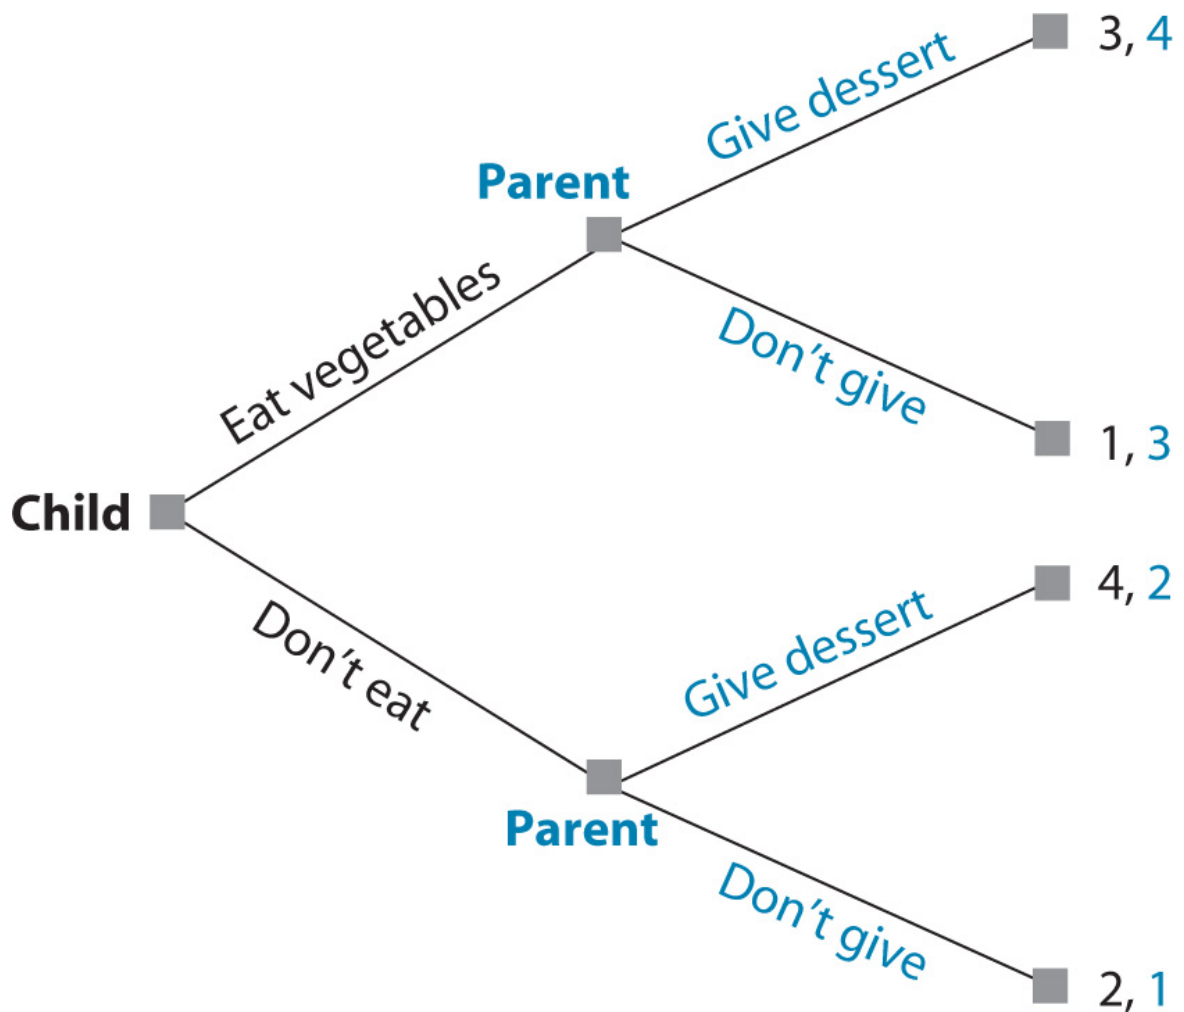 3, 4
Give dessert
Parent
Don't give
Eat vegetables
1, 3
Child
4, 2
Give dessert
Don't eat
Parent
Don't give
2, 1